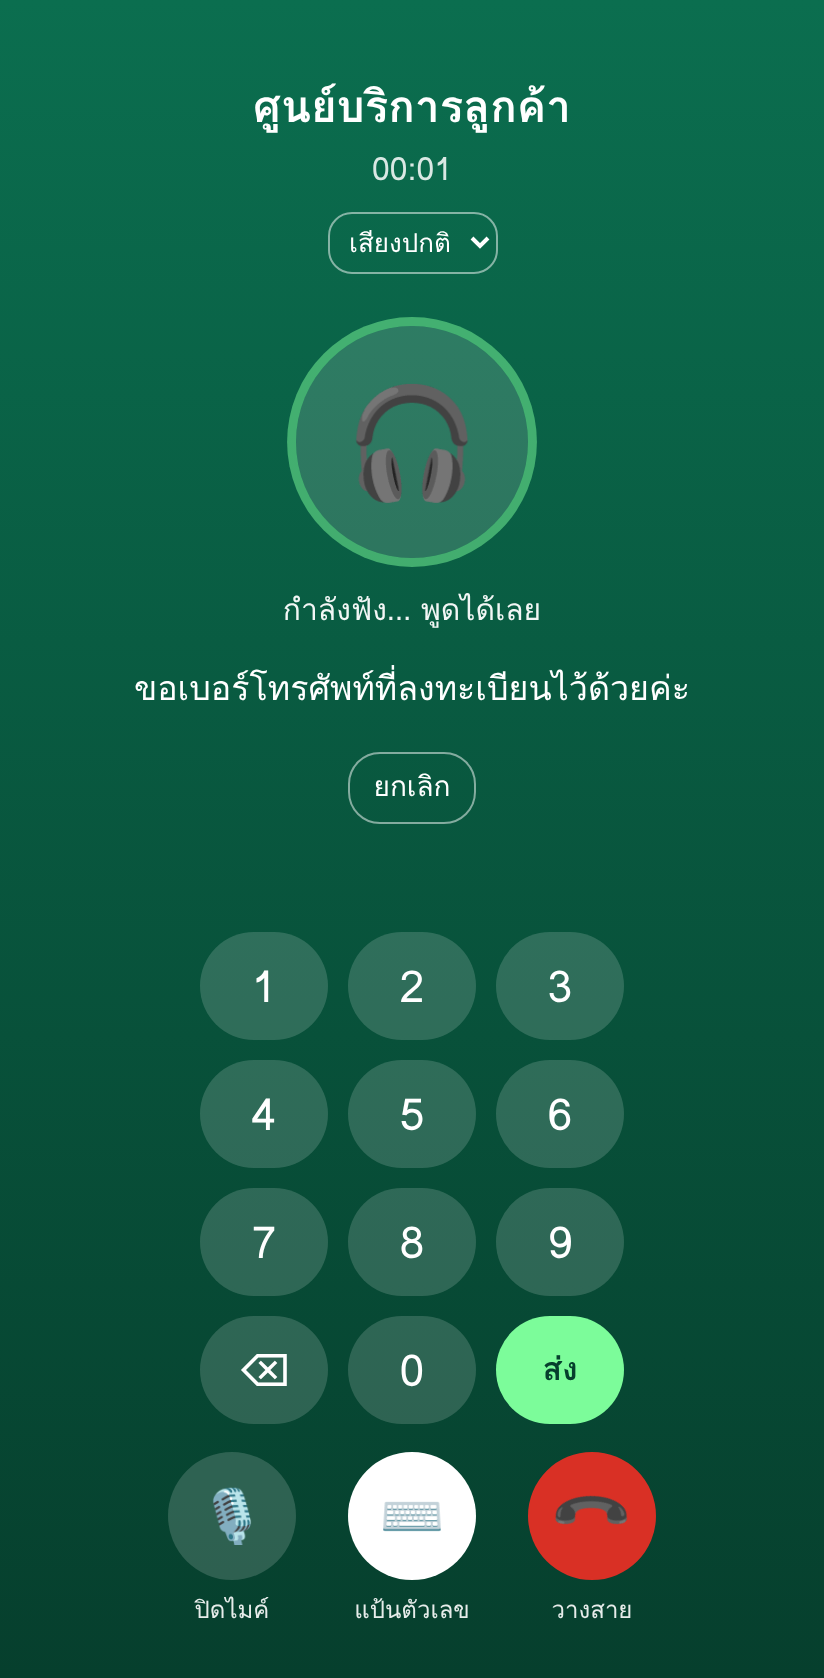 ศูนย์บริการลูกค้า
00:01
เสียงปกติ
กำลังฟัง... พูดได้เลย
ขอเบอร์โทรศัพท์ที่ลงทะเบียนไว้ด้วยค่ะ
ยกเลิก
1 2 3
4 5 6
7 8 9
0 ส่ง
ปิดไมค์ แป้นตัวเลข วางสาย